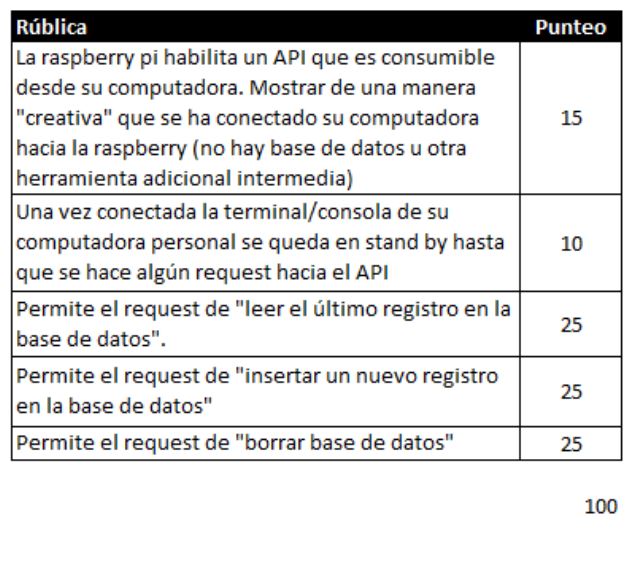 Rública Punteo
La raspberry pi habilita un API que es consumible
desde su computadora. Mostrar de una manera
"creativa" que se ha conectado su computadora 15
hacia la raspberry (no hay base de datos u otra
herramienta adicional intermedia)
Una vez conectada la terminal/consola de su
computadora personal se queda en stand by hasta 10
que se hace algún request hacia el API
Permite el request de "leer el último registro en la
base de datos". 25
Permite el request de "insertar un nuevo registro
en la base de datos" 25
Permite el request de "borrar base de datos" 25
100